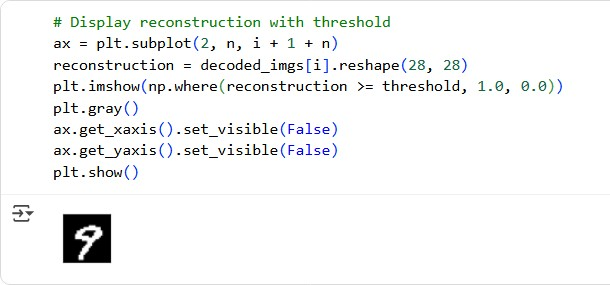 # Display reconstruction with threshold
ax = plt.subplot(2, n, i + 1 + n)
reconstruction = decoded_imgs[i].reshape(28, 28)
plt.imshow(np.where(reconstruction >= threshold, 1.0, 0.0))
plt.gray()
ax.get_xaxis().set_visible(False)
ax.get_yaxis().set_visible(False)
plt.show()
9